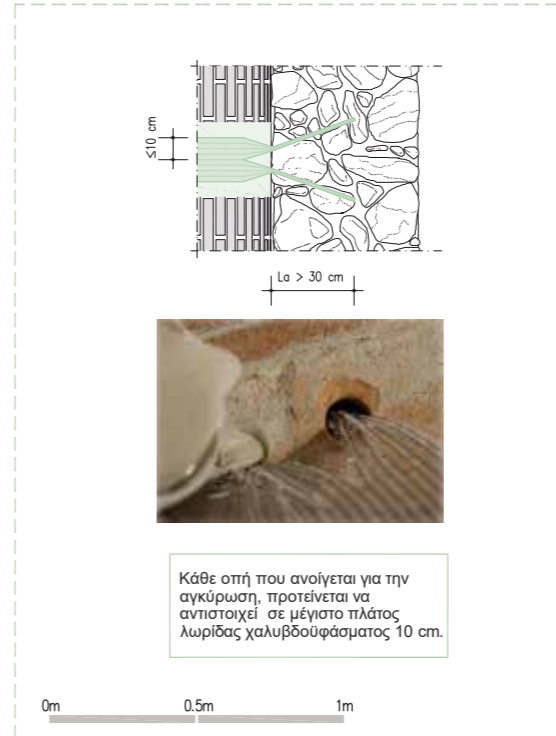 ≤10 cm
La > 30 cm
Κάθε οπή που ανοίγεται για την
αγκύρωση, προτείνεται να
αντιστοιχεί σε μέγιστο πλάτος
λωρίδας χαλυβδοϋφάσματος 10 cm.
0m 0.5m 1m